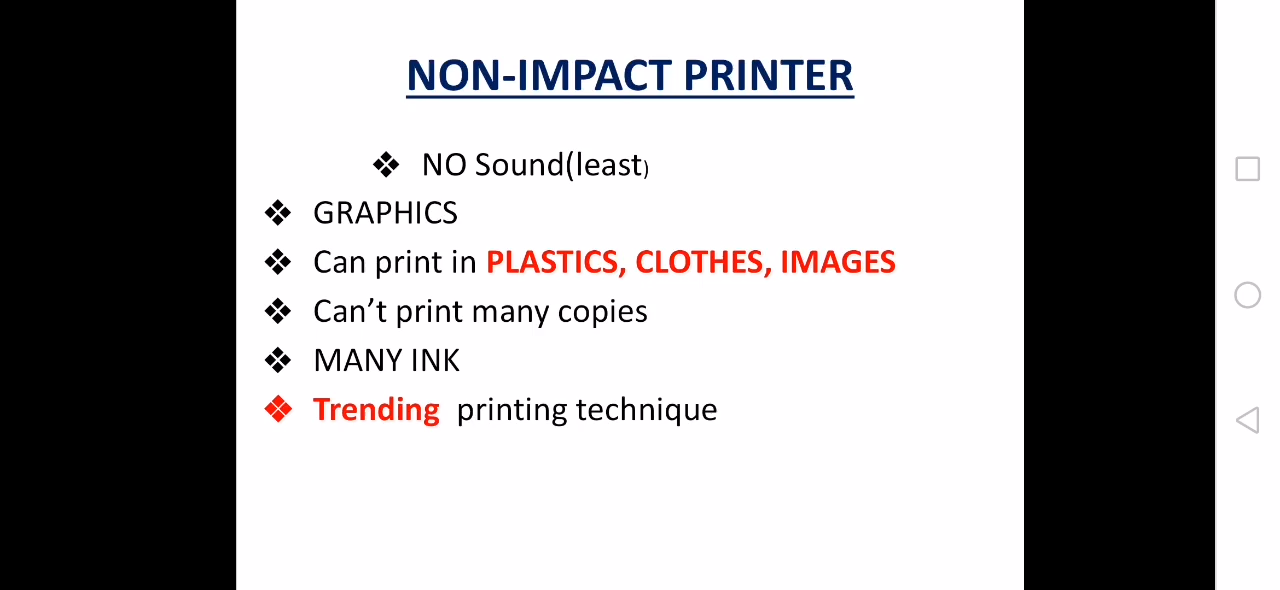 NON-IMPACT PRINTER
❖ NO Sound(least)
❖ GRAPHICS
❖ Can print in PLASTICS, CLOTHES, IMAGES
❖ Can’t print many copies
❖ MANY INK
❖ Trending printing technique